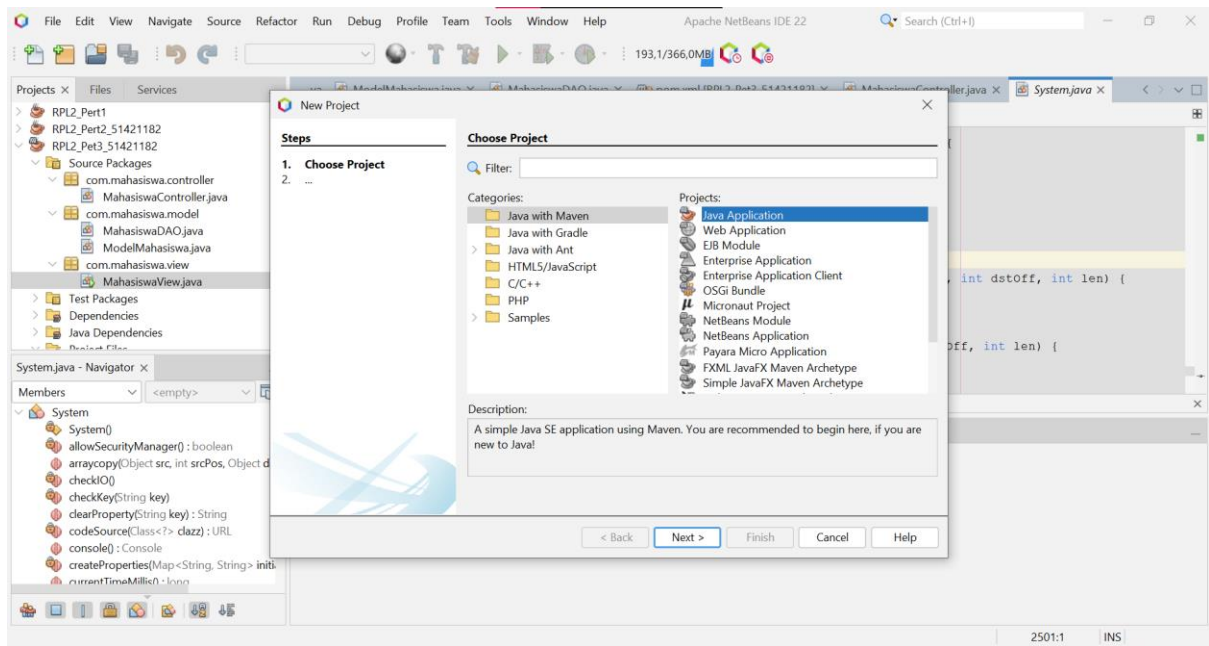 File Edit View Navigate Source Refactor Run Debug Profile Team Tools Window Help Apache NetBeans IDE 22 Search (Ctrl+I)
193,1/366,0MB
Projects Files Services ModelMahasiswa.java MahasiswaDAO.java pom.xml [RPL2_Pet3_51421182] MahasiswaController.java System.java
RPL2_Pert1
RPL2_Pert2_51421182
RPL2_Pet3_51421182
Source Packages
com.mahasiswa.controller
MahasiswaController.java
com.mahasiswa.model
MahasiswaDAO.java
ModelMahasiswa.java
com.mahasiswa.view
MahasiswaView.java
Test Packages
Dependencies
Java Dependencies
Project Files
System.java - Navigator
Members <empty>
System
System()
allowSecurityManager() : boolean
arraycopy(Object src, int srcPos, Object d
checkIO()
checkKey(String key)
clearProperty(String key) : String
codeSource(Class<?> clazz) : URL
console() : Console
createProperties(Map<String, String> initi
currentTimeMillis() : long
New Project
Steps
1. Choose Project
2. ...
Choose Project
Filter:
Categories:
Java with Maven
Java with Gradle
Java with Ant
HTML5/JavaScript
C/C++
PHP
Samples
Projects:
Java Application
Web Application
EJB Module
Enterprise Application
Enterprise Application Client
OSGi Bundle
Micronaut Project
NetBeans Module
NetBeans Application
Payara Micro Application
FXML JavaFX Maven Archetype
Simple JavaFX Maven Archetype
Description:
A simple Java SE application using Maven. You are recommended to begin here, if you are
new to Java!
< Back Next > Finish Cancel Help
{
, int dstOff, int len) {
Off, int len) {
2501:1 INS